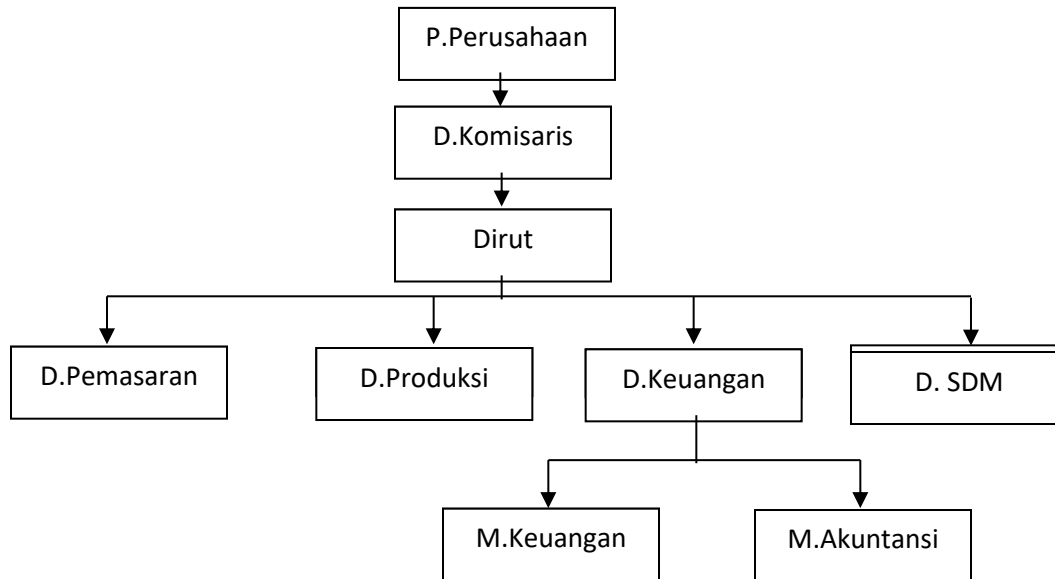 P.Perusahaan
D.Komisaris
Dirut
D.Pemasaran
D.Produksi
D.Keuangan
D. SDM
M.Keuangan
M.Akuntansi